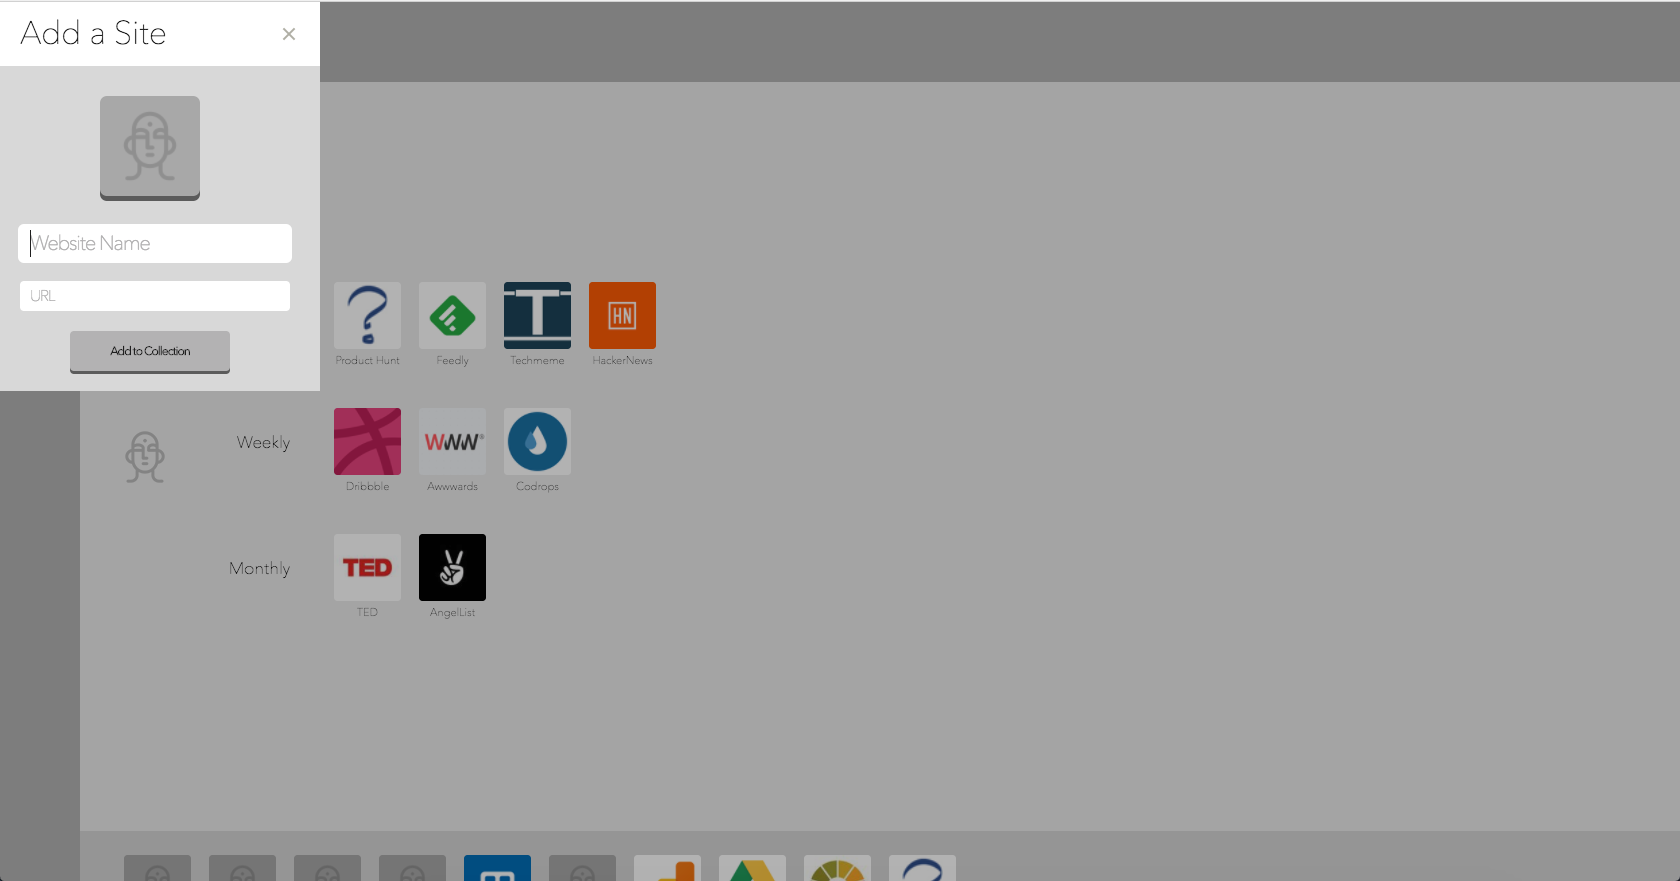 Add a Site
×
Website Name
URL
Add to Collection
Product Hunt
Feedly
T
Techmeme
HN
HackerNews
Weekly
Dribbble
WWW
Awwwards
Codrops
Monthly
TED
TED
AngelList